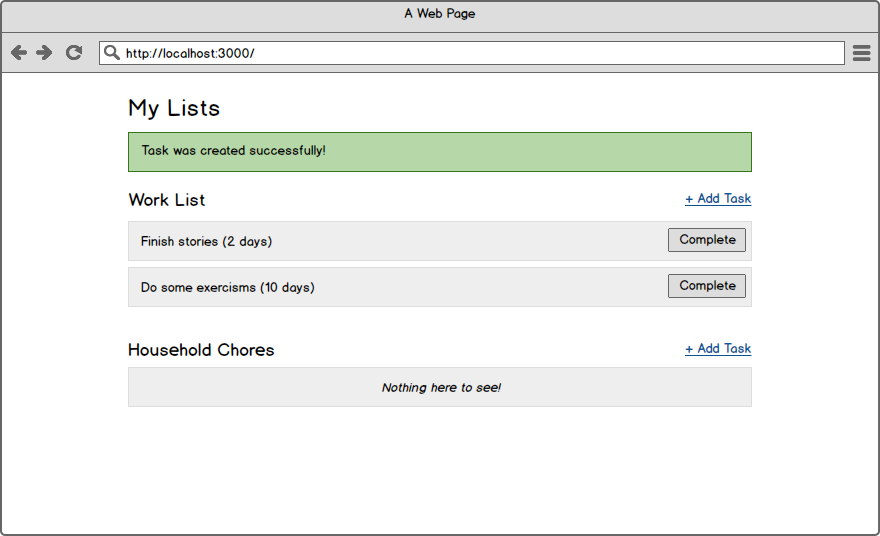 A Web Page
http://localhost:3000/
My Lists
Task was created successfully!
Work List
+ Add Task
Finish stories (2 days)
Complete
Do some exercisms (10 days)
Complete
Household Chores
+ Add Task
Nothing here to see!